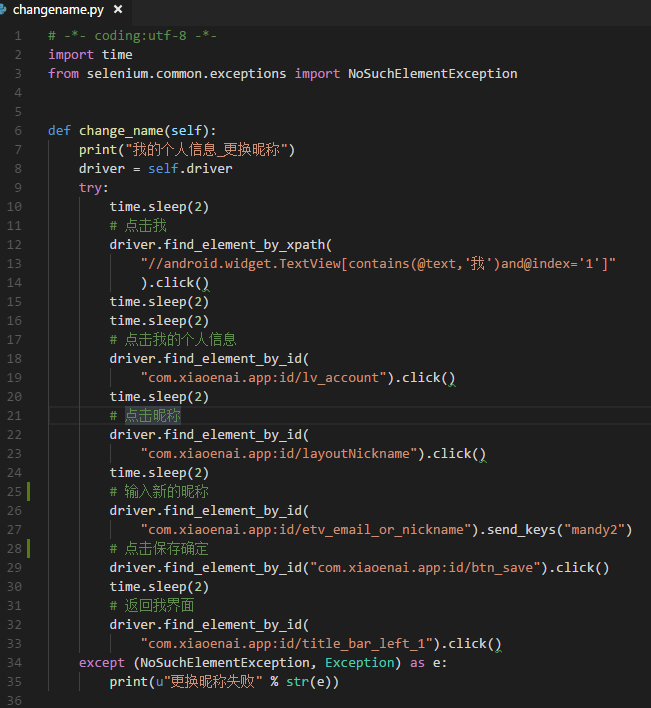 changename.py ×
1 # -*- coding:utf-8 -*-
2 import time
3 from selenium.common.exceptions import NoSuchElementException
4
5
6 def change_name(self):
7     print("我的个人信息_更换昵称")
8     driver = self.driver
9     try:
10         time.sleep(2)
11         # 点击我
12         driver.find_element_by_xpath(
13             "//android.widget.TextView[contains(@text,'我')and@index='1']"
14             ).click()
15         time.sleep(2)
16         time.sleep(2)
17         # 点击我的个人信息
18         driver.find_element_by_id(
19             "com.xiaoenai.app:id/lv_account").click()
20         time.sleep(2)
21         # 点击昵称
22         driver.find_element_by_id(
23             "com.xiaoenai.app:id/layoutNickname").click()
24         time.sleep(2)
25         # 输入新的昵称
26         driver.find_element_by_id(
27             "com.xiaoenai.app:id/etv_email_or_nickname").send_keys("mandy2")
28         # 点击保存确定
29         driver.find_element_by_id("com.xiaoenai.app:id/btn_save").click()
30         time.sleep(2)
31         # 返回我界面
32         driver.find_element_by_id(
33             "com.xiaoenai.app:id/title_bar_left_1").click()
34     except (NoSuchElementException, Exception) as e:
35         print(u"更换昵称失败" % str(e))
36